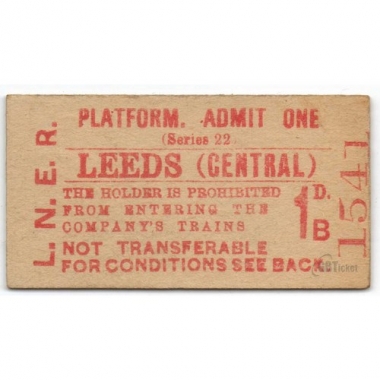 L. N. E. R.
PLATFORM. ADMIT ONE
(Series 22)
LEEDS (CENTRAL)
THE HOLDER IS PROHIBITED
FROM ENTERING THE
COMPANY'S TRAINS
1D.
B
NOT TRANSFERABLE
FOR CONDITIONS SEE BACK
1541
GBTicket